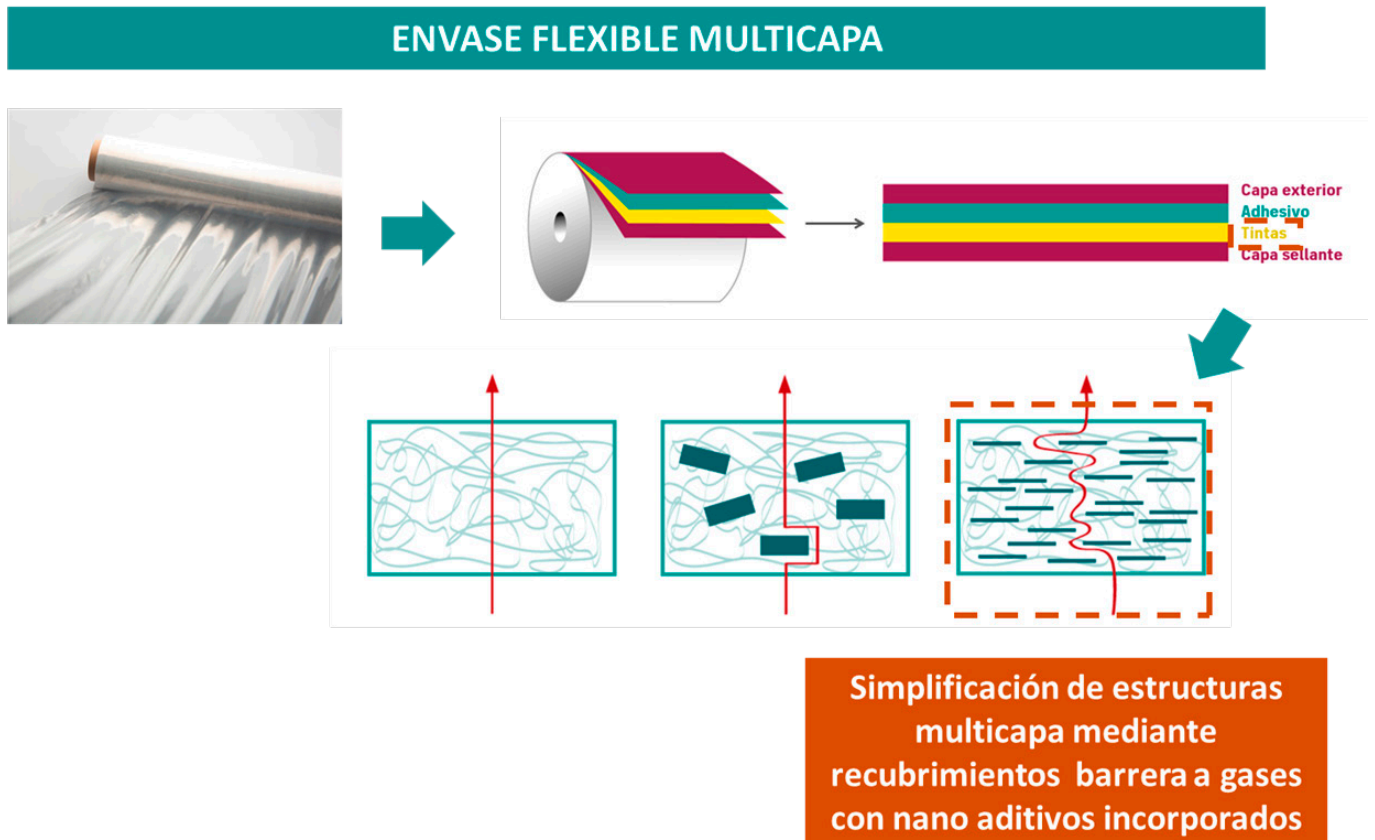 ENVASE FLEXIBLE MULTICAPA
Capa exterior
Adhesivo
Tintas
Capa sellante
Simplificación de estructuras
multicapa mediante
recubrimientos barrera a gases
con nano aditivos incorporados